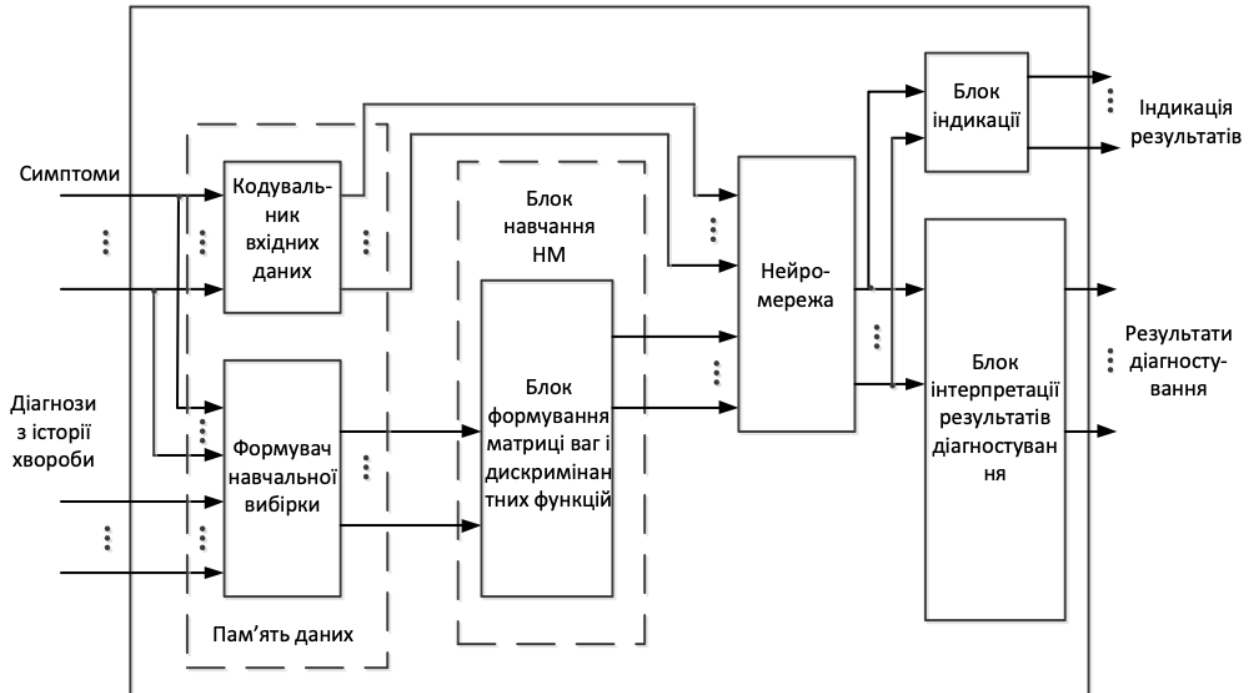 Симптоми
Діагнози
з історії
хвороби
Кодуваль-
ник
вхідних
даних
Формувач
навчальної
вибірки
Пам’ять даних
Блок
навчання
НМ
Блок
формування
матриці ваг і
дискримінан
тних функцій
Нейро-
мережа
Блок
індикації
Блок
інтерпретації
результатів
діагностуван
ня
Індикація
результатів
Результати
діагносту-
вання